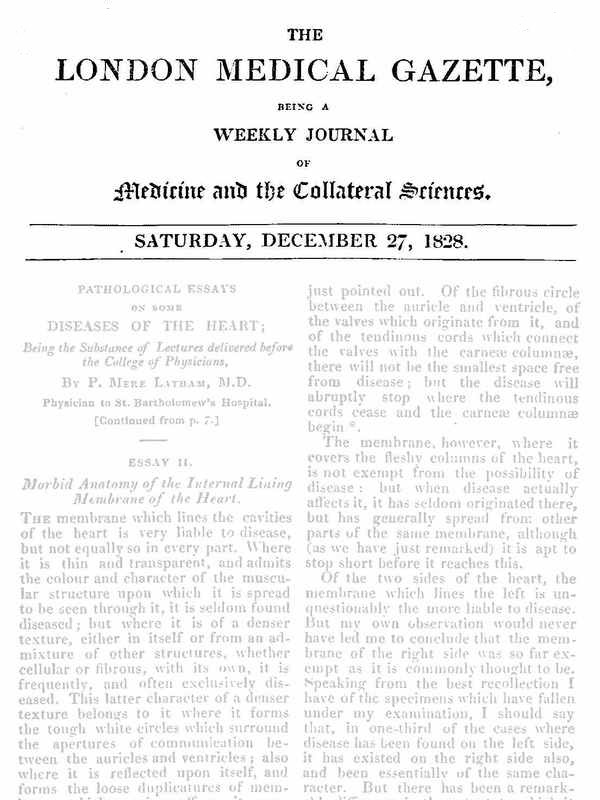 THE
LONDON MEDICAL GAZETTE,
BEING A
WEEKLY JOURNAL
OF
Medicine and the Collateral Sciences.
SATURDAY, DECEMBER 27, 1828.
PATHOLOGICAL ESSAYS
ON SOME
DISEASES OF THE HEART;
Being the Substance of Lectures delivered before
the College of Physicians,
BY P. MERE LATHAM, M.D.
Physician to St. Bartholomew's Hospital.
[Continued from p. 7.]
ESSAY II.
Morbid Anatomy of the Internal Lining
Membrane of the Heart.
THE membrane which lines the cavities
of the heart is very liable to disease,
but not equally so in every part. Where
it is thin and transparent, and admits
the colour and character of the muscu-
lar structure upon which it is spread
to be seen through it, it is seldom found
diseased; but where it is of a denser
texture, either in itself or from an ad-
mixture of other structures, whether
cellular or fibrous, with its own, it is
frequently, and often exclusively dis-
eased. This latter character of a denser
texture belongs to it where it forms
the tough white circles which surround
the apertures of communication be-
tween the auricles and ventricles; also
where it is reflected upon itself, and
forms the loose duplicatures of mem-
just pointed out. Of the fibrous circle
between the auricle and ventricle, of
the valves which originate from it, and
of the tendinous cords which connect
the valves with the carneæ columnæ,
there will not be the smallest space free
from disease; but the disease will
abruptly stop where the tendinous
cords cease and the carneæ columnæ
begin *.
The membrane, however, where it
covers the fleshy columns of the heart,
is not exempt from the possibility of
disease: but when disease actually
affects it, it has seldom originated there,
but has generally spread from other
parts of the same membrane, although
(as we have just remarked) it is apt to
stop short before it reaches this.
Of the two sides of the heart, the
membrane which lines the left is un-
questionably the more liable to disease.
But my own observation would never
have led me to conclude that the mem-
brane of the right side was so far ex-
empt as it is commonly thought to be.
Speaking from the best recollection I
have of the specimens which have fallen
under my examination, I should say
that, in one-third of the cases where
disease has been found on the left side,
it has existed on the right side also,
and been essentially of the same cha-
racter. But there has been a remark-